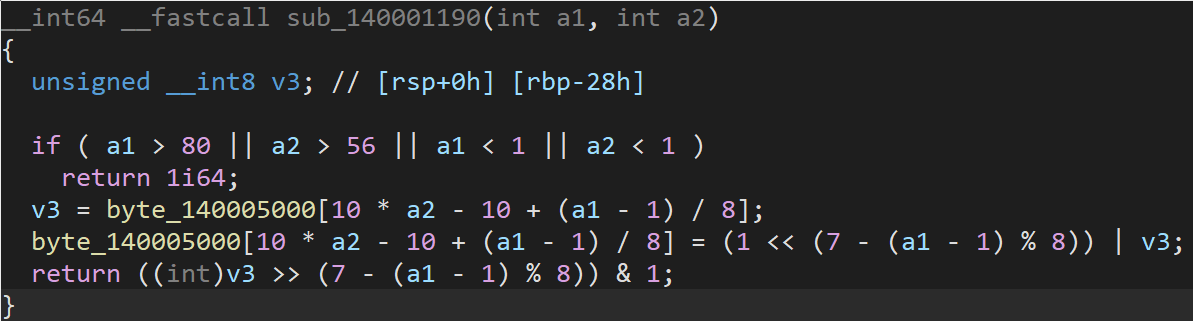 __int64 __fastcall sub_140001190(int a1, int a2)
{
  unsigned __int8 v3; // [rsp+0h] [rbp-28h]

  if ( a1 > 80 || a2 > 56 || a1 < 1 || a2 < 1 )
    return 1i64;
  v3 = byte_140005000[10 * a2 - 10 + (a1 - 1) / 8];
  byte_140005000[10 * a2 - 10 + (a1 - 1) / 8] = (1 << (7 - (a1 - 1) % 8)) | v3;
  return ((int)v3 >> (7 - (a1 - 1) % 8)) & 1;
}